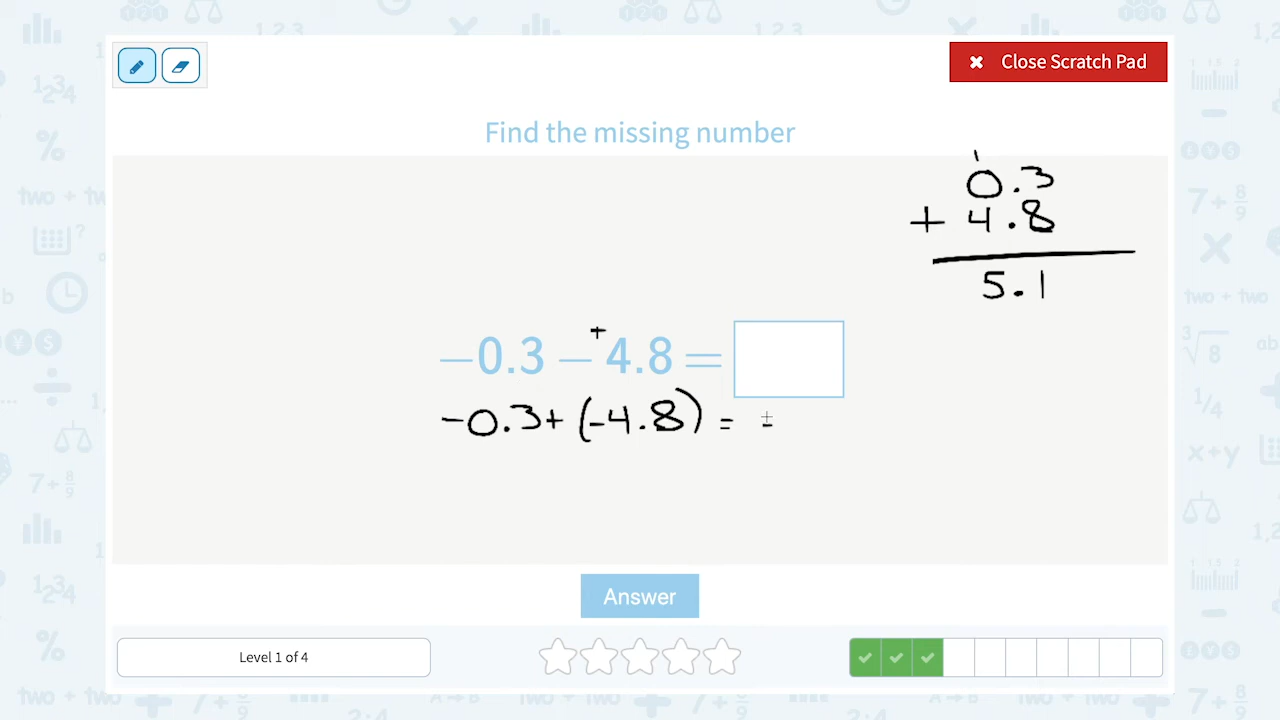 Close Scratch Pad
Find the missing number
1
0.3
+ 4.8
5.1
+
−0.3 − 4.8 =
-0.3 + (-4.8) = -
Answer
Level 1 of 4